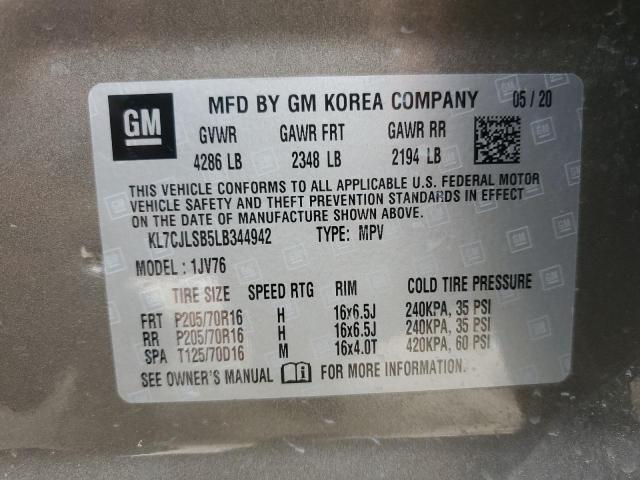 GM MFD BY GM KOREA COMPANY 05/20
GVWR GAWR FRT GAWR RR
4286 LB 2348 LB 2194 LB
THIS VEHICLE CONFORMS TO ALL APPLICABLE U.S. FEDERAL MOTOR
VEHICLE SAFETY AND THEFT PREVENTION STANDARDS IN EFFECT
ON THE DATE OF MANUFACTURE SHOWN ABOVE.
KL7CJLSB5LB344942 TYPE: MPV
MODEL : 1JV76
TIRE SIZE SPEED RTG RIM COLD TIRE PRESSURE
FRT P205/70R16 H 16x6.5J 240KPA, 35 PSI
RR P205/70R16 H 16x6.5J 240KPA, 35 PSI
SPA T125/70D16 M 16x4.0T 420KPA, 60 PSI
SEE OWNER'S MANUAL FOR MORE INFORMATION